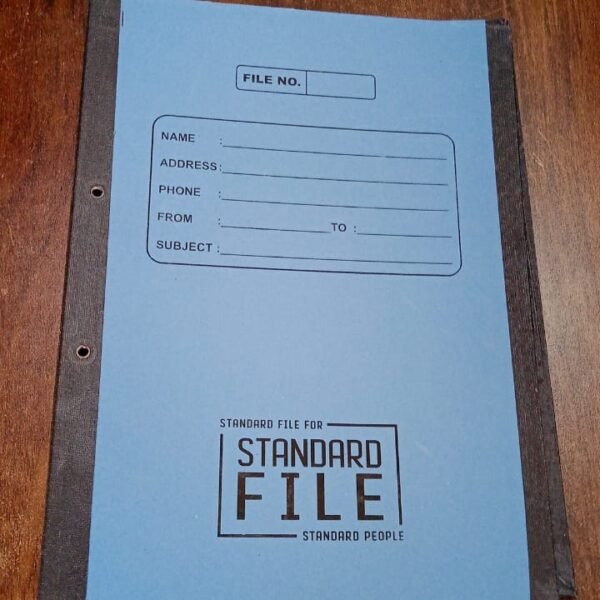 FILE NO.
NAME :
ADDRESS :
PHONE :
FROM : TO :
SUBJECT :
STANDARD FILE FOR
STANDARD
FILE
STANDARD PEOPLE